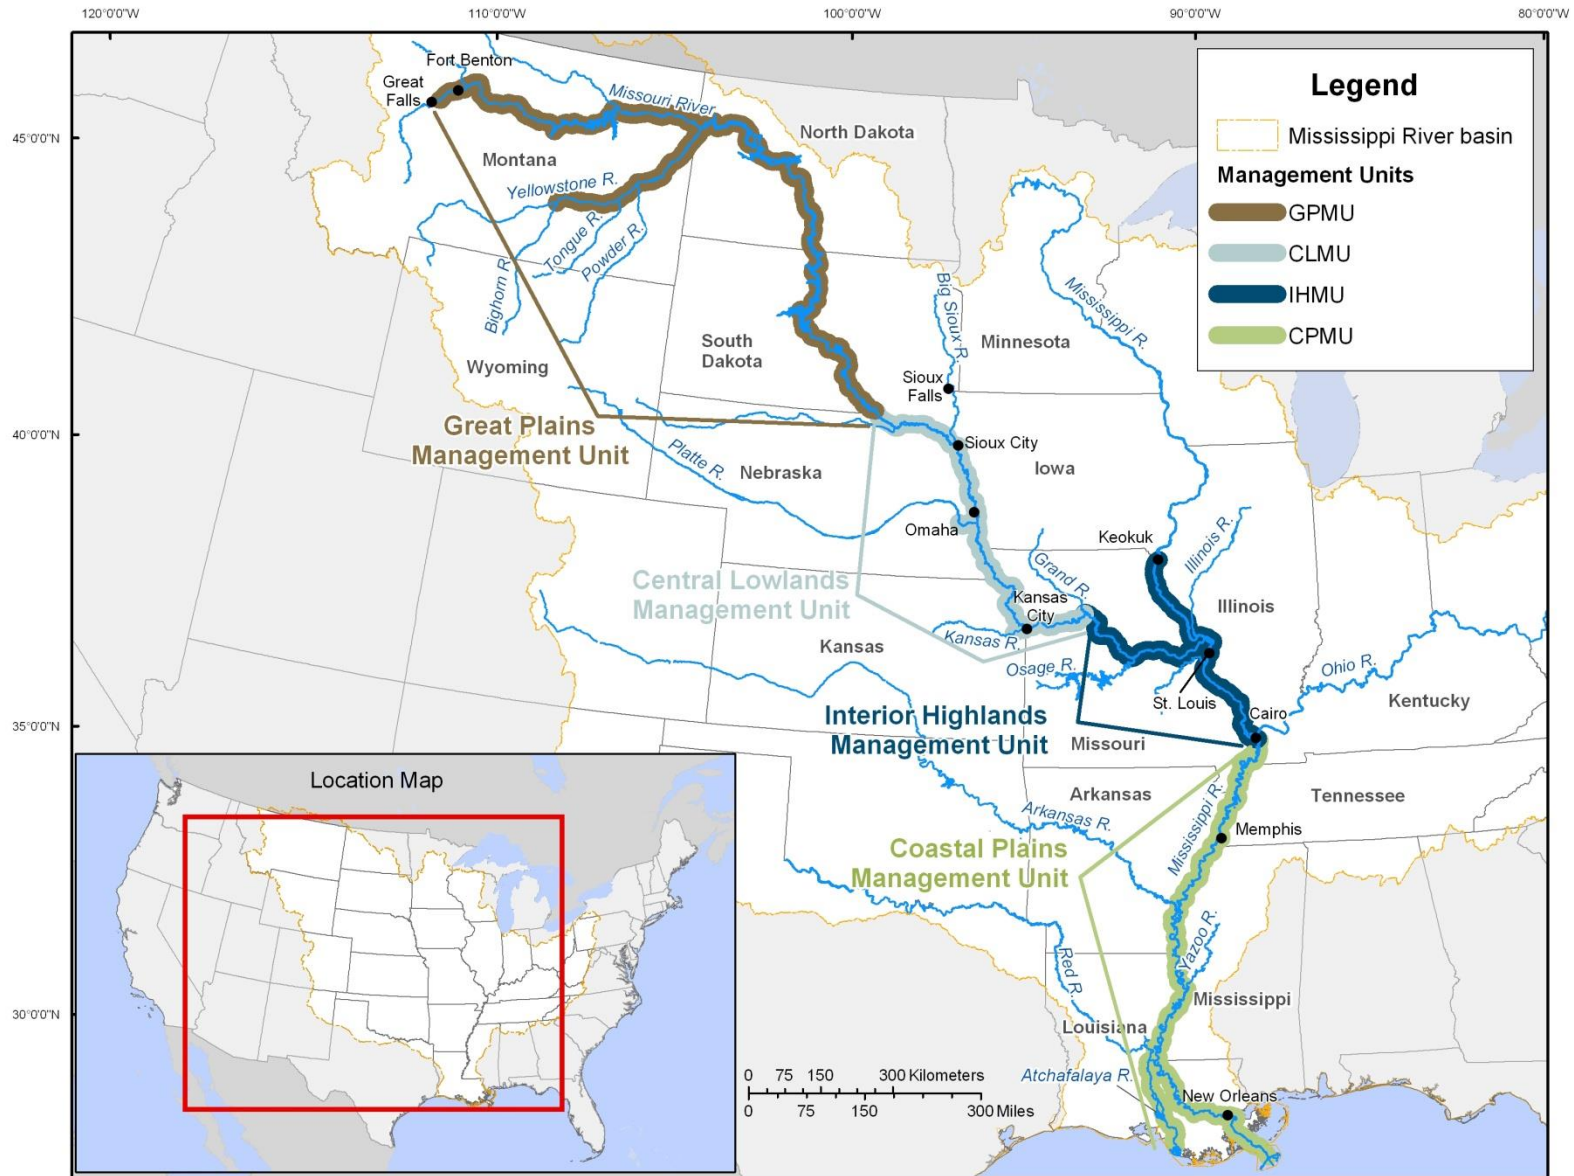 120°0'0"W
110°0'0"W
100°0'0"W
90°0'0"W
80°0'0"W
45°0'0"N
40°0'0"N
35°0'0"N
30°0'0"N
Legend
Mississippi River basin
Management Units
GPMU
CLMU
IHMU
CPMU
Fort Benton
Great
Falls
Missouri River
North Dakota
Montana
Yellowstone R.
Tongue R.
Powder R.
Bighorn R.
Wyoming
South
Dakota
Big Sioux R.
Minnesota
Mississippi R.
Sioux
Falls
Great Plains
Management Unit
Sioux City
Platte R.
Nebraska
Iowa
Omaha
Keokuk
Illinois R.
Grand R.
Central Lowlands
Management Unit
Kansas
City
Illinois
Kansas R.
Kansas
Osage R.
Ohio R.
St. Louis
Kentucky
Cairo
Interior Highlands
Management Unit
Missouri
Arkansas
Tennessee
Arkansas R.
Mississippi R.
Memphis
Coastal Plains
Management Unit
Yazoo R.
Red R.
Mississippi
Louisiana
Atchafalaya R.
New Orleans
0 75 150 300 Kilometers
0 75 150 300 Miles
Location Map